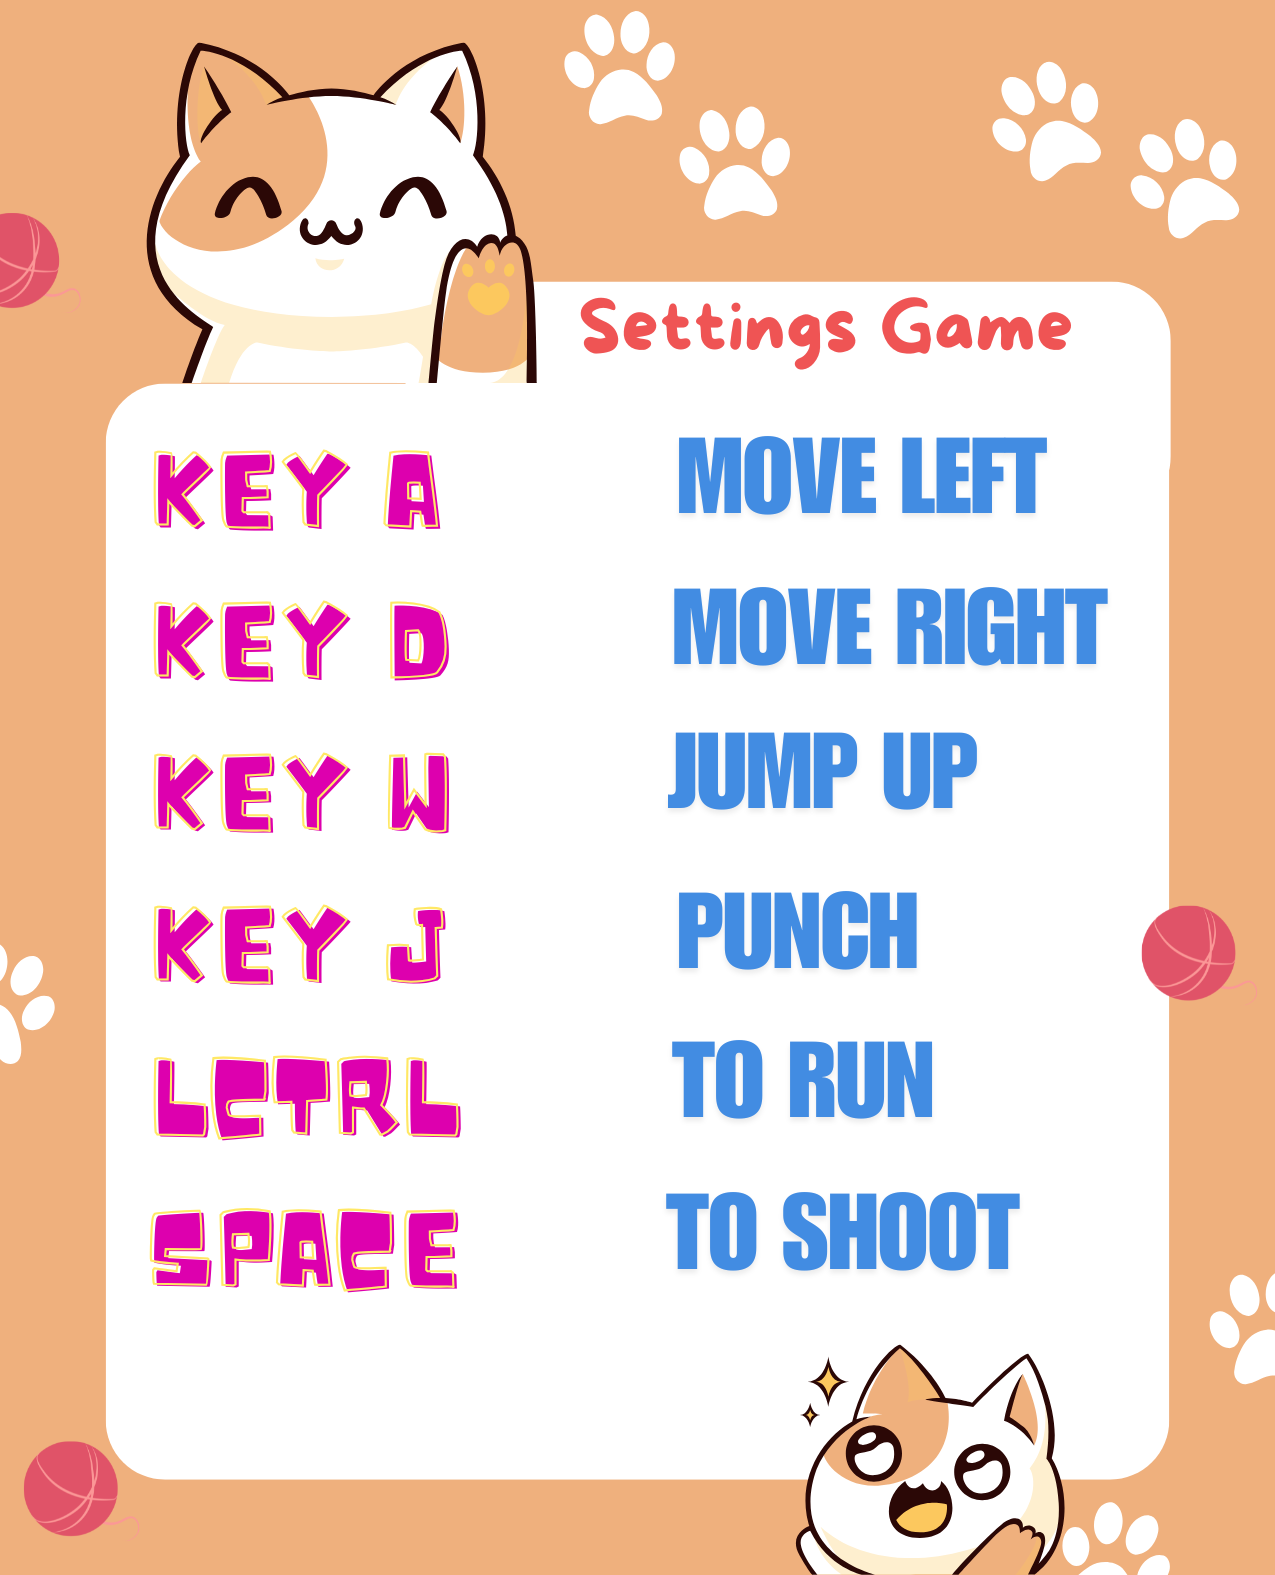 Settings Game
KEY A MOVE LEFT
KEY D MOVE RIGHT
KEY W JUMP UP
KEY J PUNCH
LCTRL TO RUN
SPACE TO SHOOT